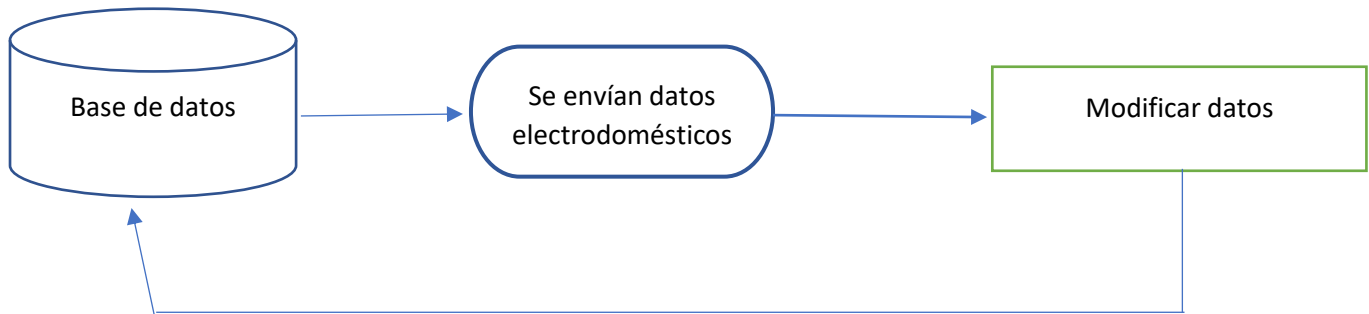 Base de datos
Se envían datos
electrodomésticos
Modificar datos